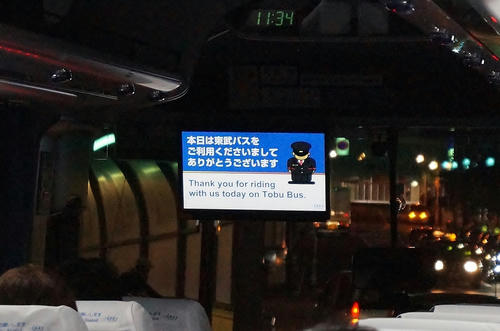 11:34
本日は東武バスを
ご利用くださいまして
ありがとうございます
Thank you for riding
with us today on Tobu Bus.